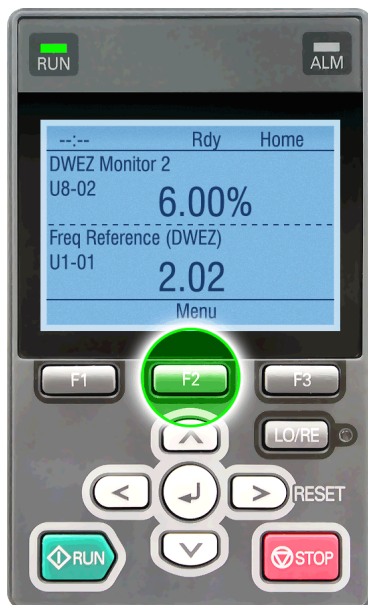 RUN
ALM
--:-- Rdy Home
DWEZ Monitor 2
U8-02
6.00%
Freq Reference (DWEZ)
U1-01
2.02
Menu
F1 F2 F3
LO/RE
RESET
RUN
STOP